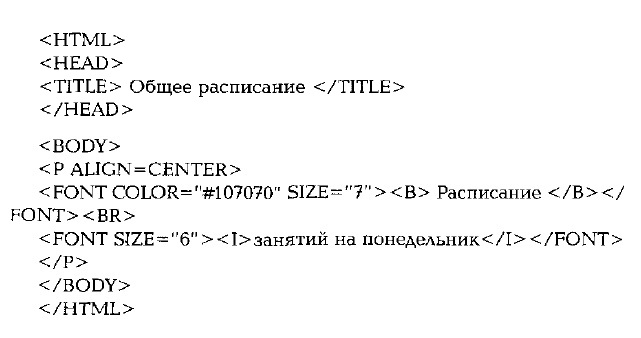 <HTML>
<HEAD>
<TITLE> Общее расписание </TITLE>
</HEAD>
<BODY>
<P ALIGN=CENTER>
<FONT COLOR="#107070" SIZE="7"><B> Расписание </B></
FONT><BR>
<FONT SIZE="6"><I>занятий на понедельник</I></FONT>
</P>
</BODY>
</HTML>